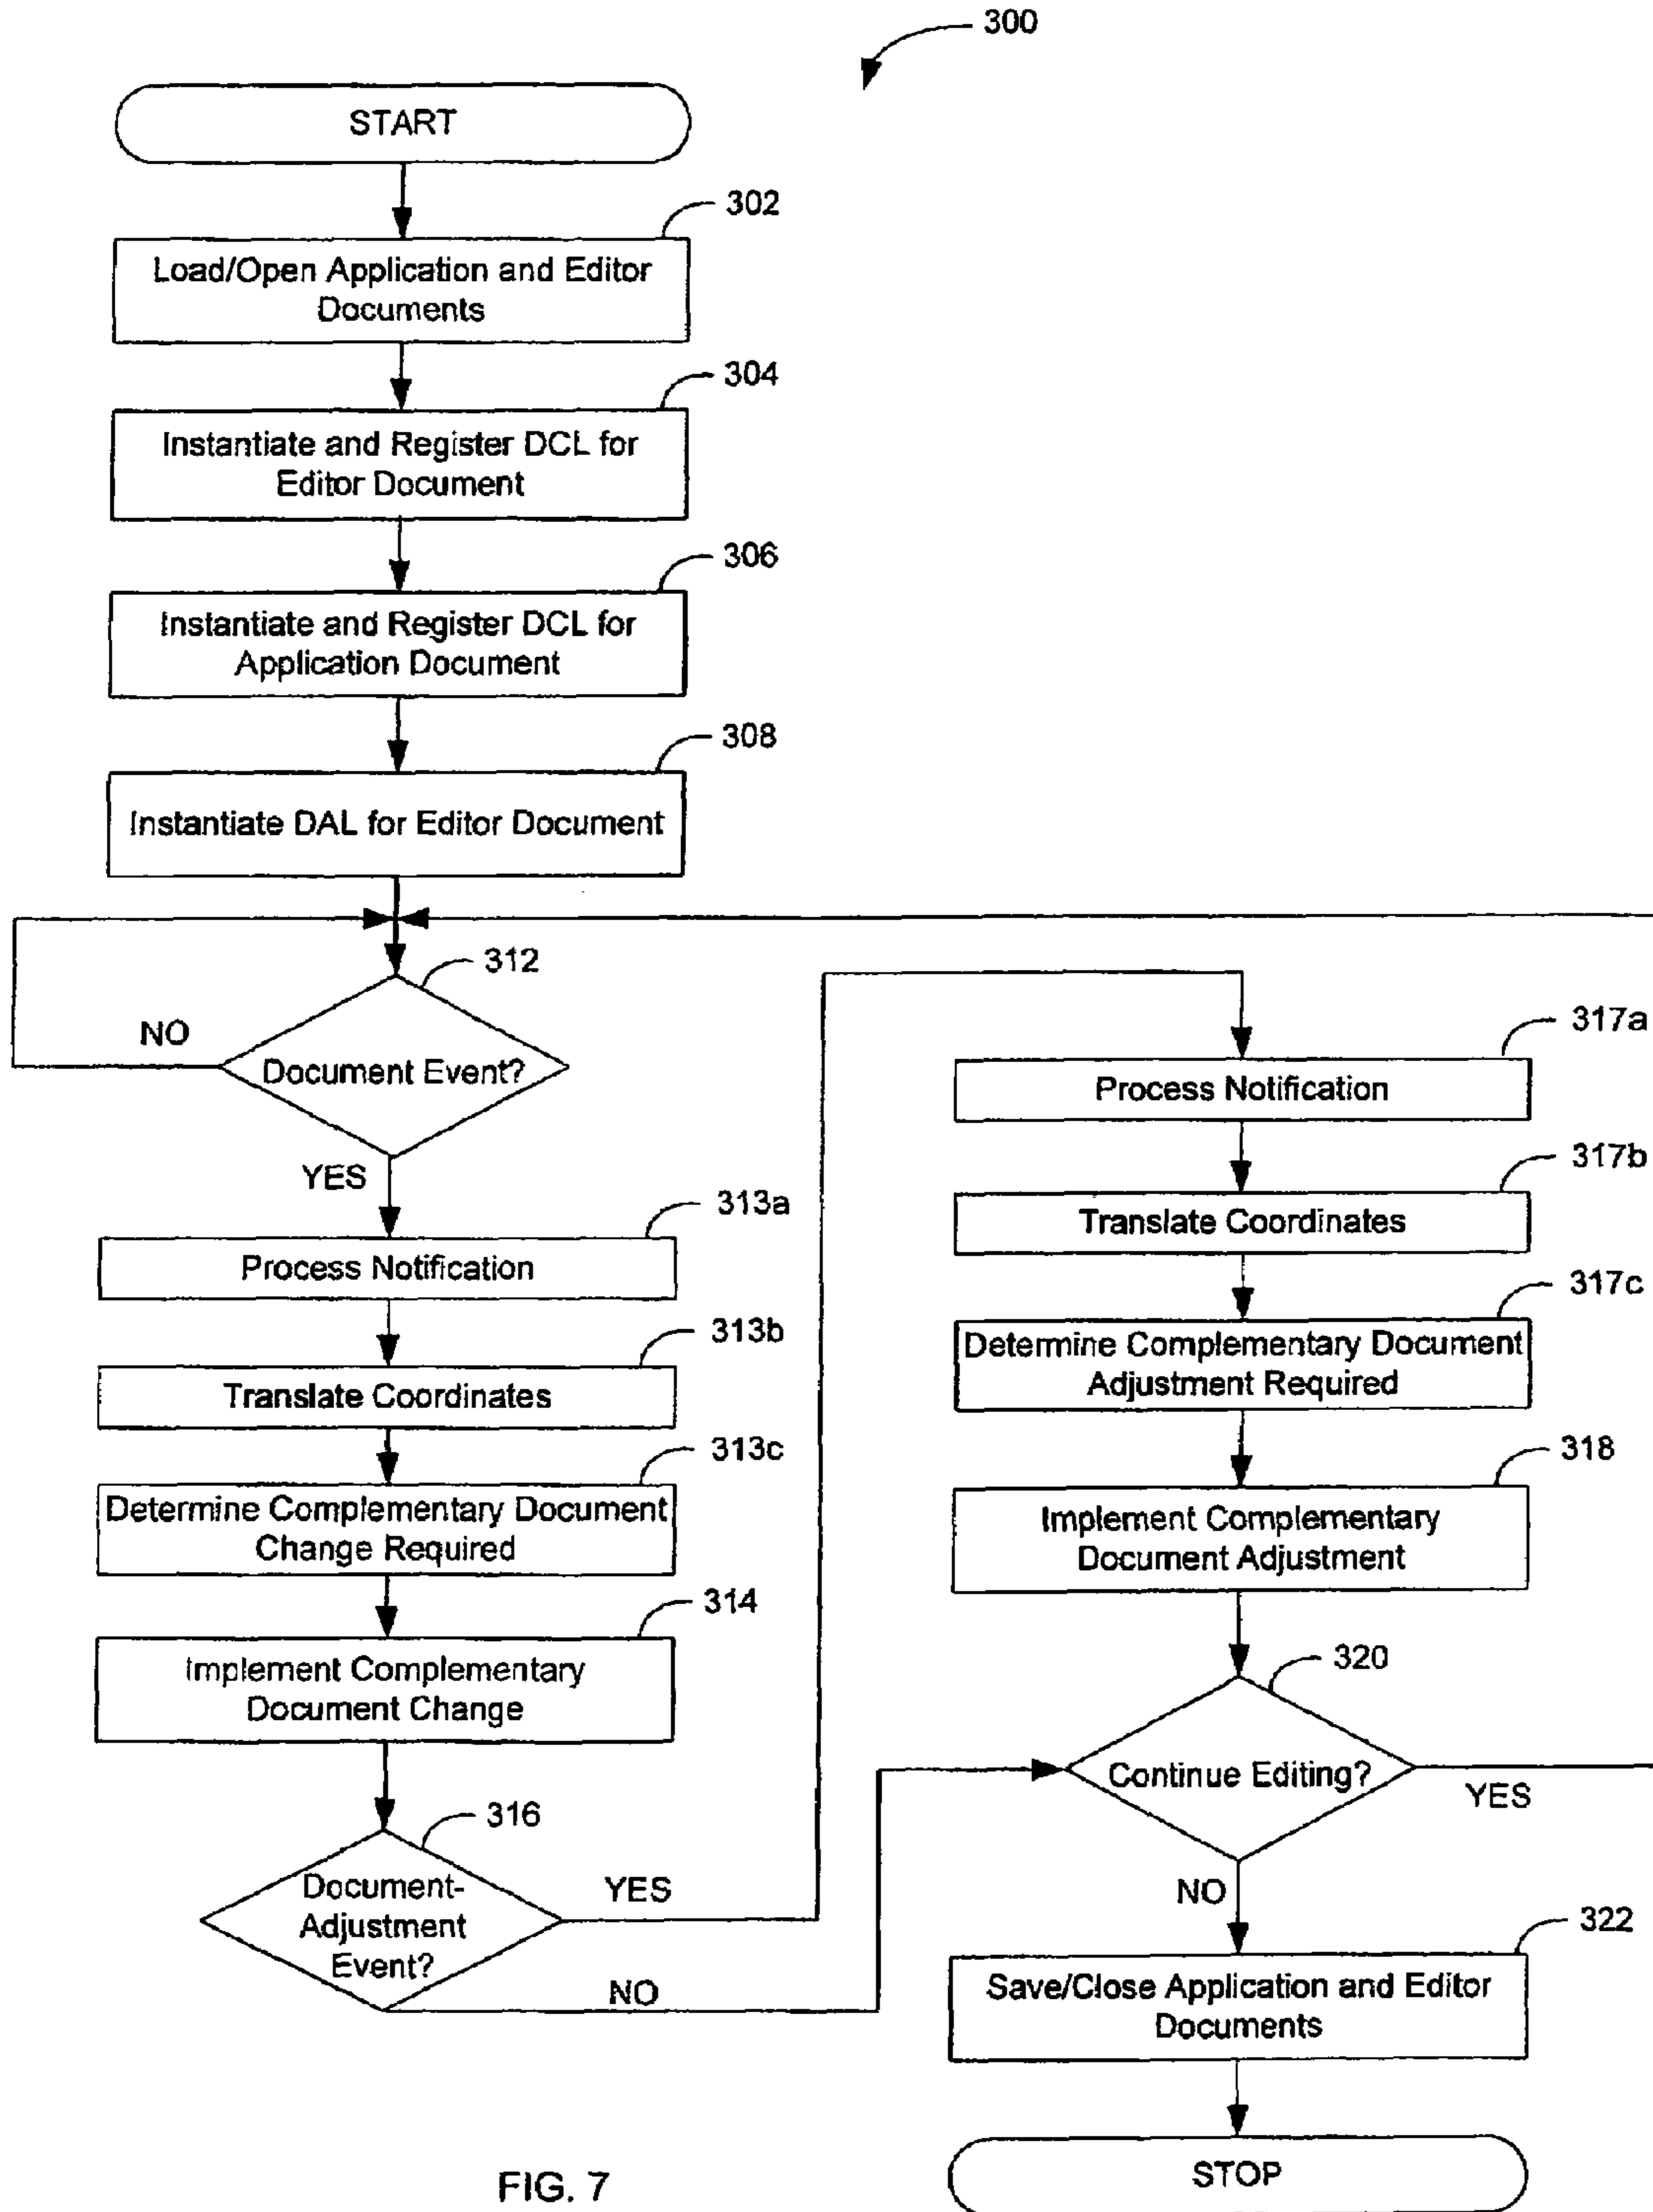 300
START
302
Load/Open Application and Editor
Documents
304
Instantiate and Register DCL for
Editor Document
306
Instantiate and Register DCL for
Application Document
308
Instantiate DAL for Editor Document
312
NO
Document Event?
YES
313a
Process Notification
313b
Translate Coordinates
313c
Determine Complementary Document
Change Required
314
Implement Complementary
Document Change
316
Document-
Adjustment
Event?
YES
NO
317a
Process Notification
317b
Translate Coordinates
317c
Determine Complementary Document
Adjustment Required
318
Implement Complementary
Document Adjustment
320
Continue Editing?
YES
NO
322
Save/Close Application and Editor
Documents
STOP
FIG. 7